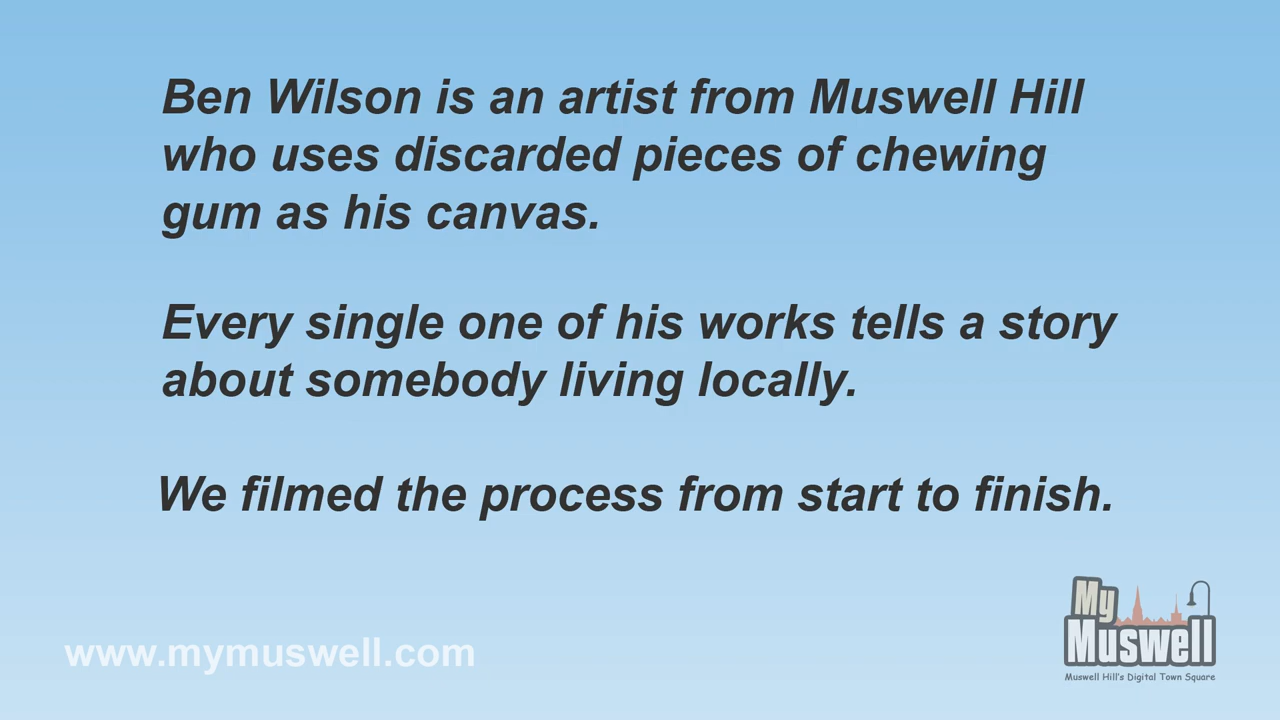 Ben Wilson is an artist from Muswell Hill
who uses discarded pieces of chewing
gum as his canvas.
Every single one of his works tells a story
about somebody living locally.
We filmed the process from start to finish.
www.mymuswell.com
My
Muswell
Muswell Hill's Digital Town Square